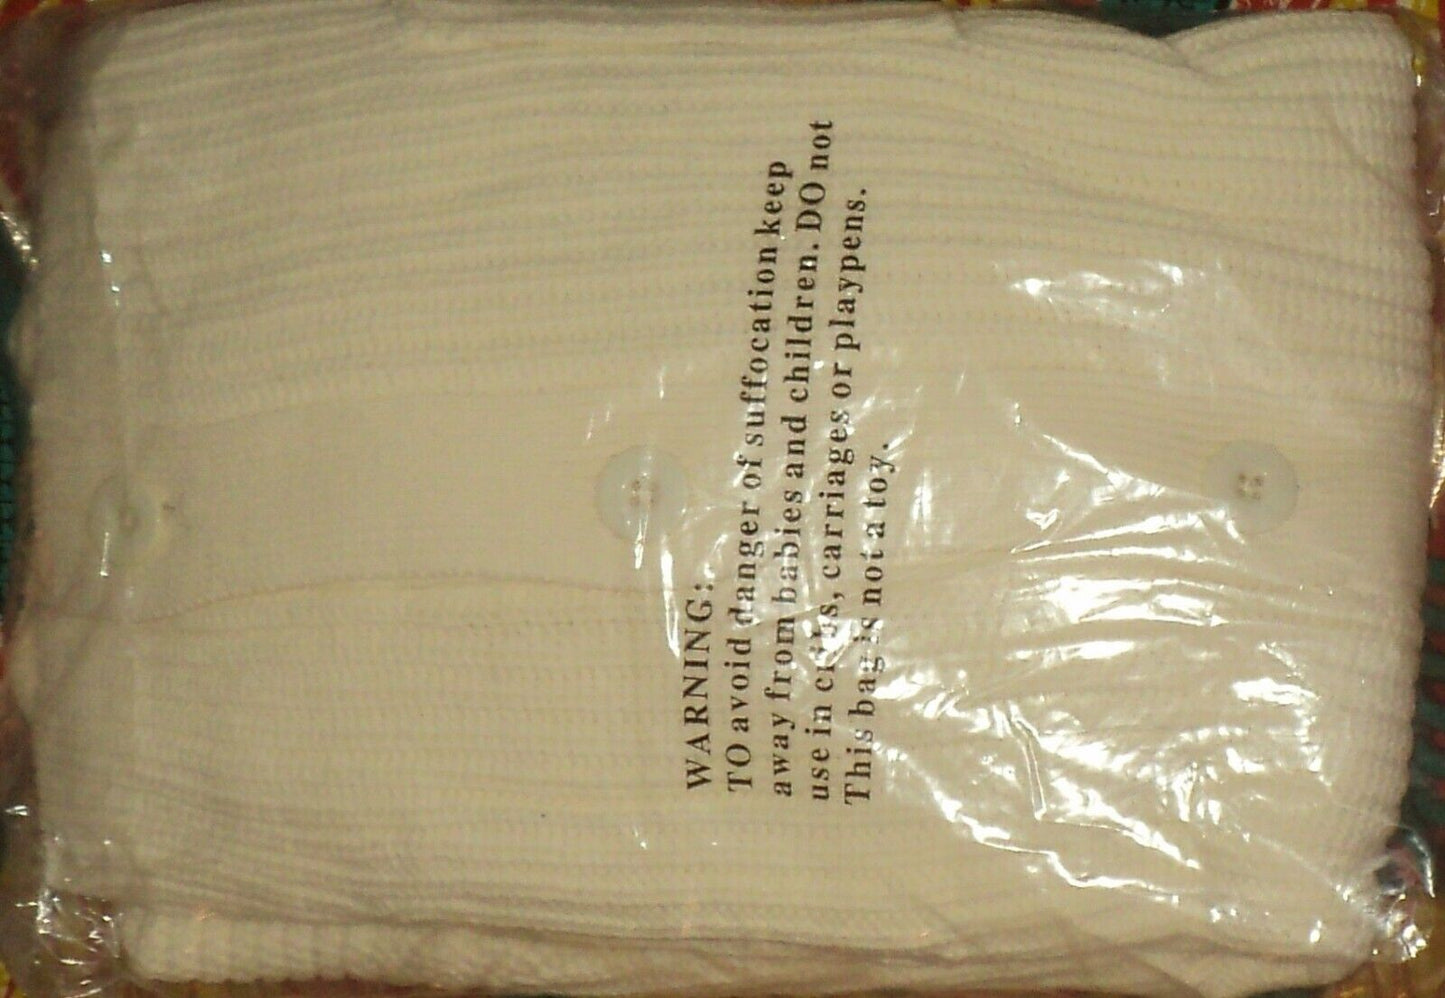 WARNING:
TO avoid danger of suffocation keep
away from babies and children. DO not
use in cribs, carriages or playpens.
This bag is not a toy.